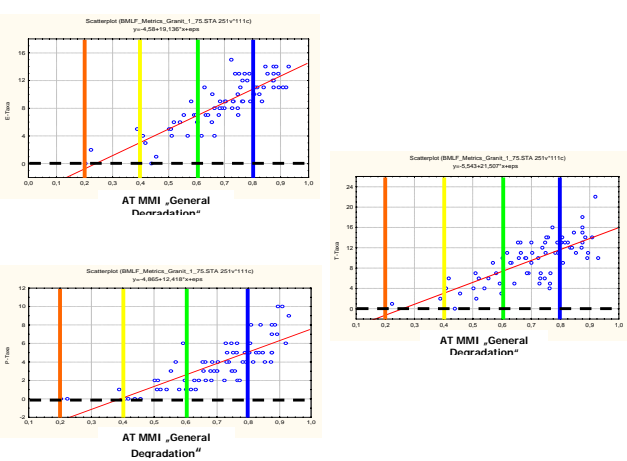 Scatterplot (BMLF_Metrics_Granit_1_75.STA 251v*111c)
y=-4,58+19,136*x+eps
E-Taxa
16
12
8
4
0
0,0 0,1 0,2 0,3 0,4 0,5 0,6 0,7 0,8 0,9 1,0
AT MMI „General
Degradation“
Scatterplot (BMLF_Metrics_Granit_1_75.STA 251v*111c)
y=-5,543+21,507*x+eps
T-Taxa
24
20
16
12
8
4
0
0,1 0,2 0,3 0,4 0,5 0,6 0,7 0,8 0,9 1,0
AT MMI „General
Degradation“
Scatterplot (BMLF_Metrics_Granit_1_75.STA 251v*111c)
y=-4,865+12,418*x+eps
P-Taxa
12
10
8
6
4
2
0
-2
0,1 0,2 0,3 0,4 0,5 0,6 0,7 0,8 0,9 1,0
AT MMI „General
Degradation“